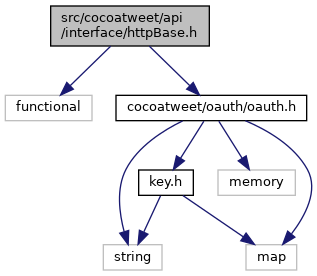 src/cocoatweet/api
/interface/httpBase.h
functional
cocoatweet/oauth/oauth.h
key.h
memory
string
map